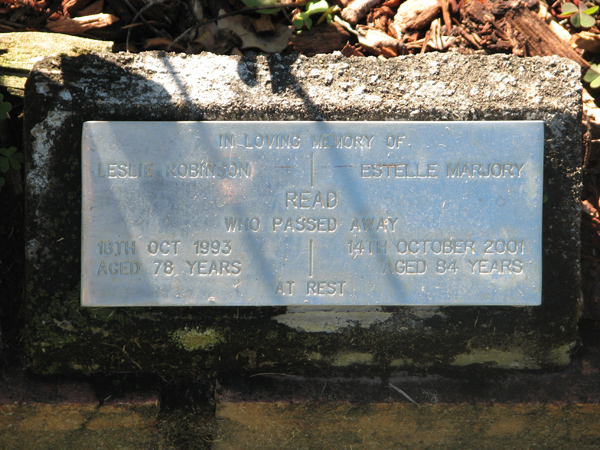 IN LOVING MEMORY OF
LESLIE ROBINSON ESTELLE MARJORY
READ
WHO PASSED AWAY
18TH OCT 1993 14TH OCTOBER 2001
AGED 78 YEARS AGED 84 YEARS
AT REST